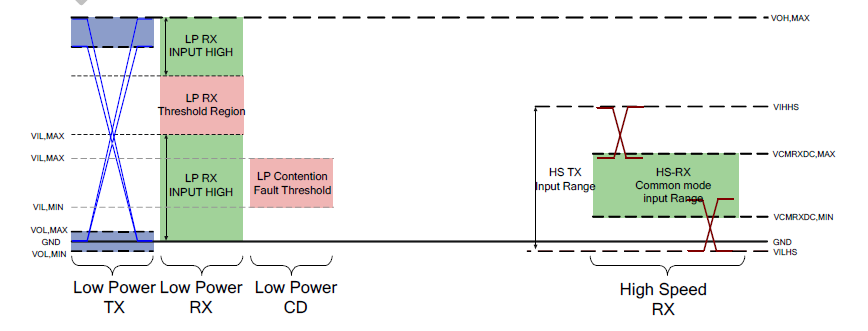 VOH,MAX
LP RX
INPUT HIGH
LP RX
Threshold Region
VIHHS
VIL,MAX
VIL,MAX
VCMRXDC,MAX
LP RX
INPUT HIGH
LP Contention
Fault Threshold
HS TX
Input Range
HS-RX
Common mode
input Range
VIL,MIN
VCMRXDC,MIN
VOL,MAX
GND
GND
VOL,MIN
VILHS
Low Power
TX
Low Power
RX
Low Power
CD
High Speed
RX